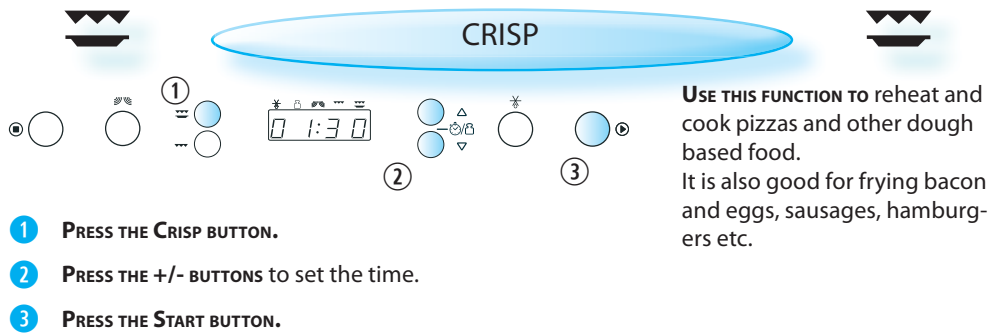 CRISP
1
01:30
2
3
USE THIS FUNCTION TO reheat and
cook pizzas and other dough
based food.
It is also good for frying bacon
and eggs, sausages, hamburg-
ers etc.
1 PRESS THE CRISP BUTTON.
2 PRESS THE +/- BUTTONS to set the time.
3 PRESS THE START BUTTON.